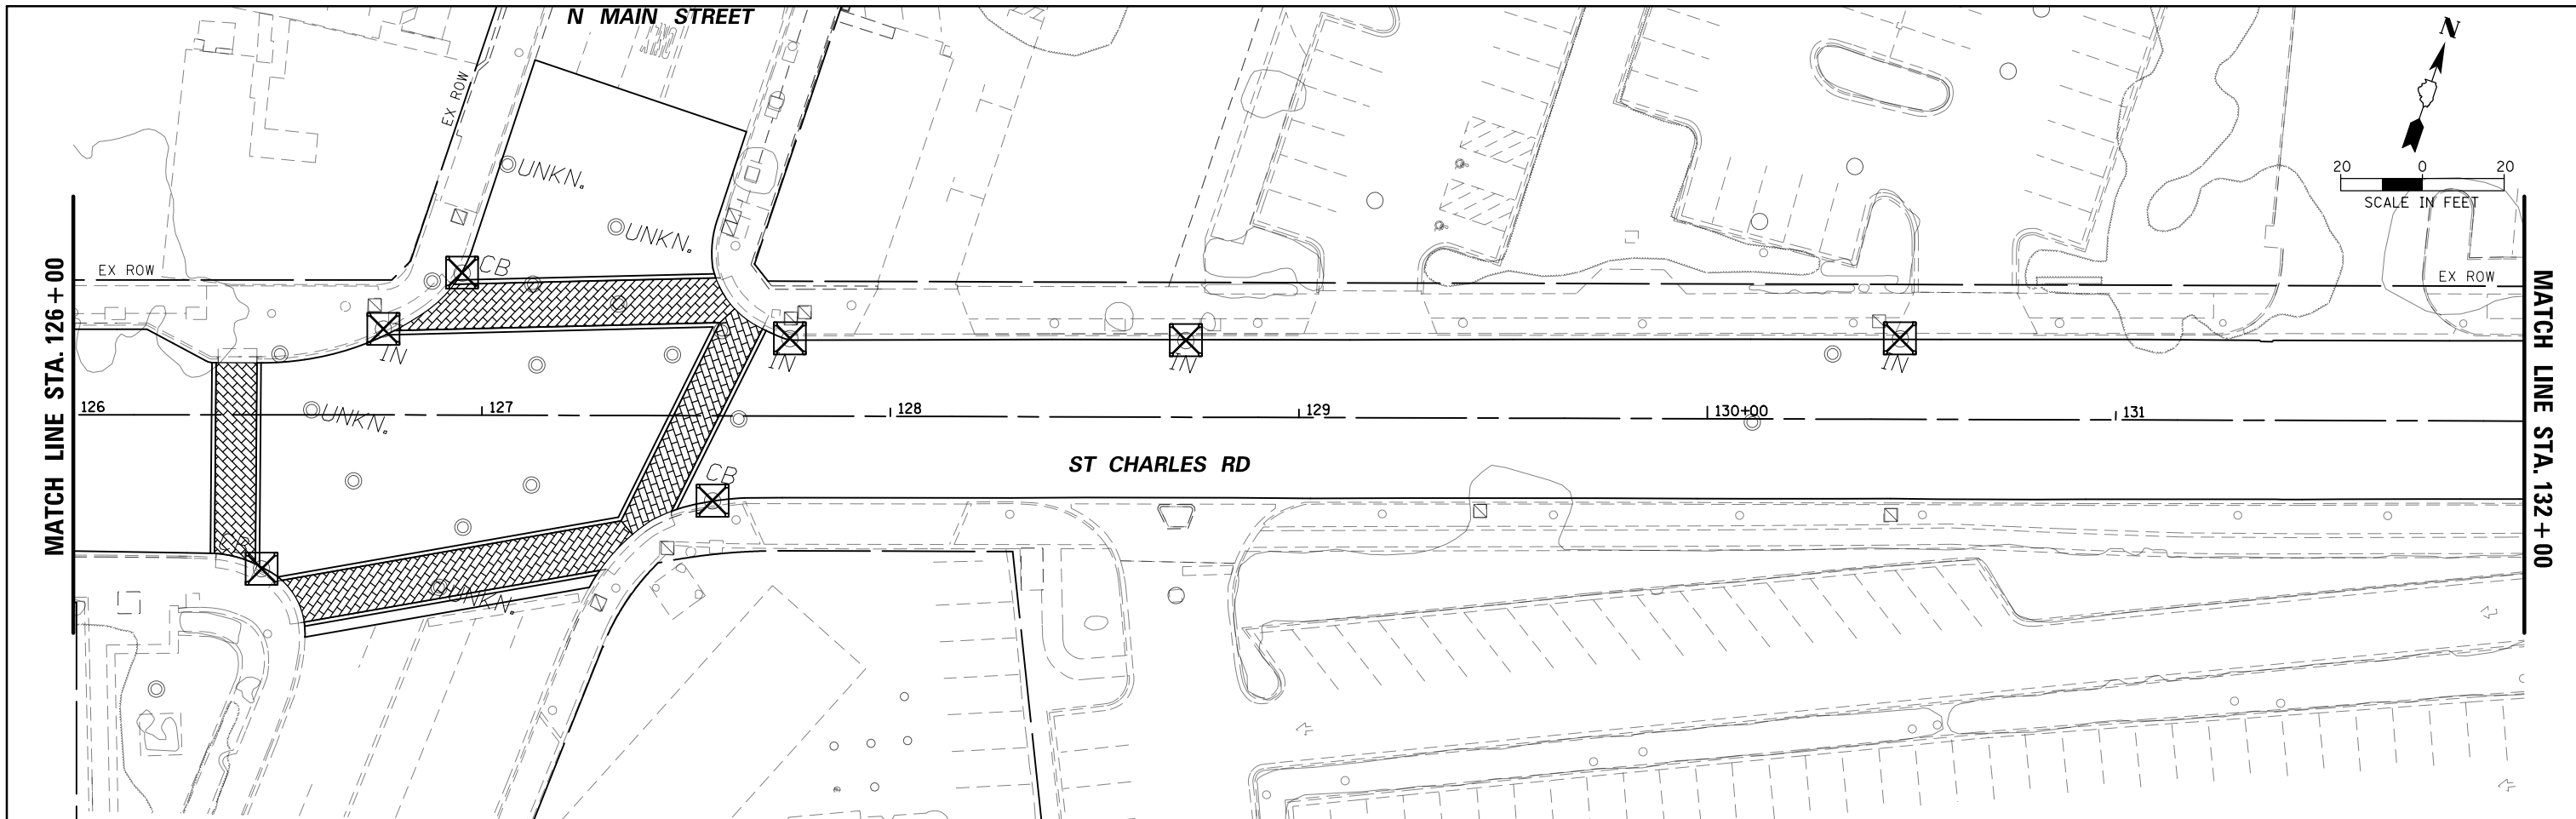 N MAIN STREET
N
EX ROW
UNKN.
20 0 20
SCALE IN FEET
UNKN.
CB
EX ROW
EX ROW
MATCH LINE STA. 126+00
MATCH LINE STA. 132+00
IN
IN
IN
IN
126
127
128
129
130+00
131
UNKN.
ST CHARLES RD
CB
UNKN.